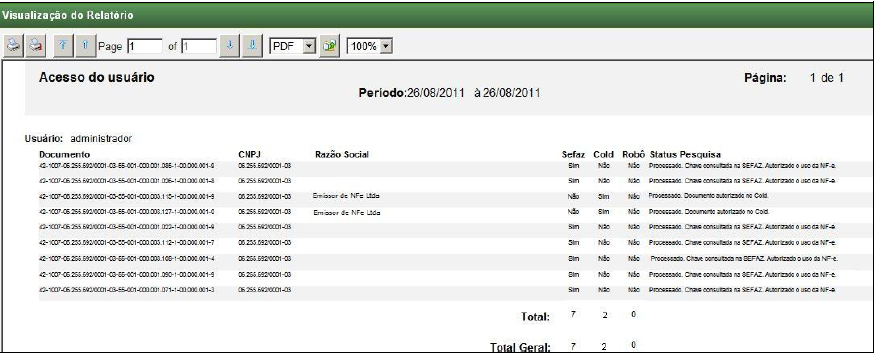 Visualização do Relatório
Page 1 of 1 PDF 100%
Acesso do usuário Página: 1 de 1
Periodo:26/08/2011 à 26/08/2011
Usuário: administrador
Documento CNPJ Razão Social Sefaz Cold Robô Status Pesquisa
42-1007-06.255.692/0001-03-55-001-000.001.085-1-00.000.001-9 06.255.692/0001-03 Sim Não Não Processado. Chave consultada na SEFAZ. Autorizado o uso da NF-e.
42-1007-06.255.692/0001-03-55-001-000.001.026-1-00.000.001-8 06.255.692/0001-03 Sim Não Não Processado. Chave consultada na SEFAZ. Autorizado o uso da NF-e.
42-1007-06.255.692/0001-03-55-001-000.003.115-1-00.000.001-9 06.255.692/0001-03 Emissor de NFe Ltda Não Sim Não Processado. Documento autorizado no Cold.
42-1007-06.255.692/0001-03-55-001-000.003.127-1-00.000.001-0 06.255.692/0001-03 Emissor de NFe Ltda Não Sim Não Processado. Documento autorizado no Cold.
42-1007-06.255.692/0001-03-55-001-000.001.022-1-00.000.001-9 06.255.692/0001-03 Sim Não Não Processado. Chave consultada na SEFAZ. Autorizado o uso da NF-e.
42-1007-06.255.692/0001-03-55-001-000.003.112-1-00.000.001-7 06.255.692/0001-03 Sim Não Não Processado. Chave consultada na SEFAZ. Autorizado o uso da NF-e.
42-1007-06.255.692/0001-03-55-001-000.003.108-1-00.000.001-4 06.255.692/0001-03 Sim Não Não Processado. Chave consultada na SEFAZ. Autorizado o uso da NF-e.
42-1007-06.255.692/0001-03-55-001-000.001.090-1-00.000.001-9 06.255.692/0001-03 Sim Não Não Processado. Chave consultada na SEFAZ. Autorizado o uso da NF-e.
42-1007-06.255.692/0001-03-55-001-000.001.071-1-00.000.001-3 06.255.692/0001-03 Sim Não Não Processado. Chave consultada na SEFAZ. Autorizado o uso da NF-e.
Total: 7 2 0
Total Geral: 7 2 0